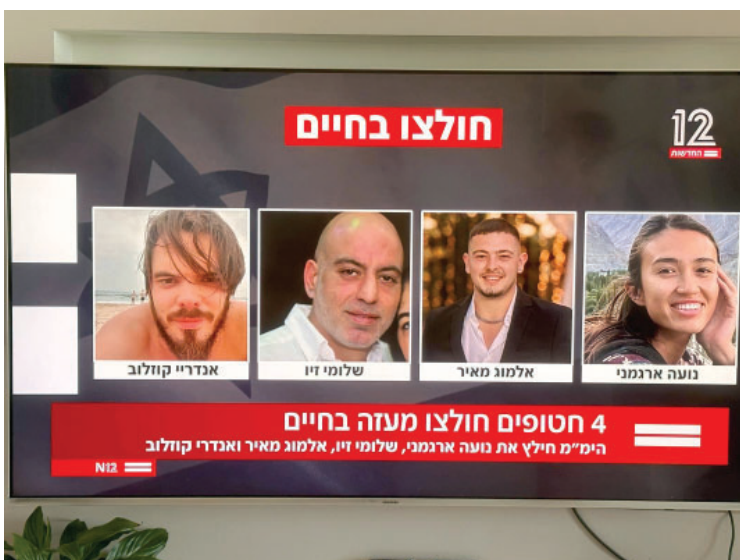 חולצו בחיים
12
החדשות
אנדריי קוזלוב
שלומי זיו
אלמוג מאיר
נועה ארגמני
4 חטופים חולצו מעזה בחיים
הימ״מ חילץ את נועה ארגמני, שלומי זיו, אלמוג מאיר ואנדרי קוזלוב
N12